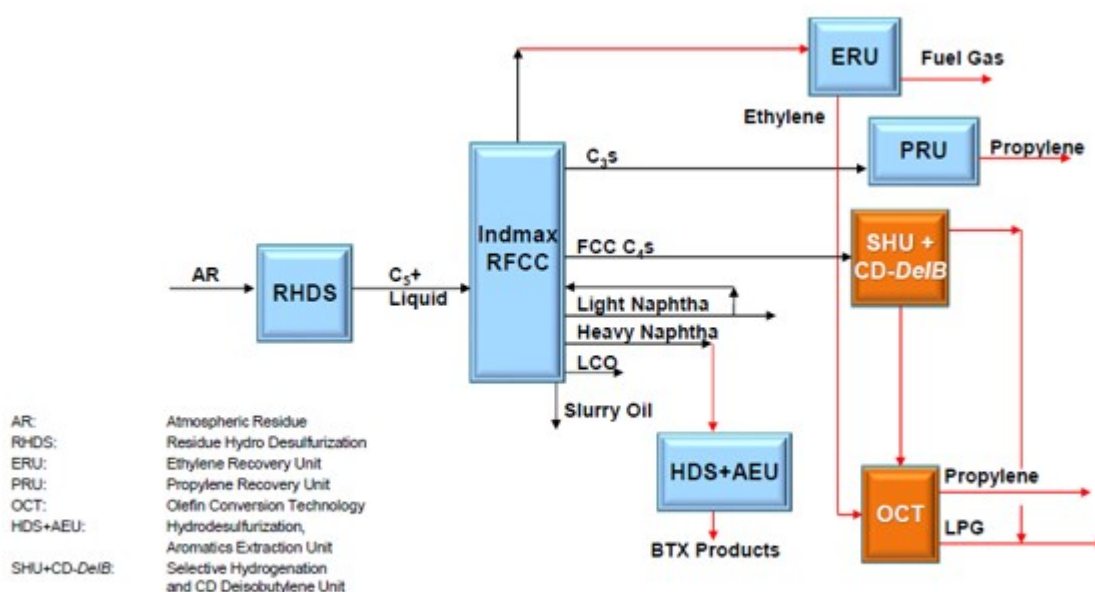 ERU
Fuel Gas
Ethylene
PRU
Propylene
C3s
Indmax
RFCC
FCC C4s
SHU +
CD-DeIB
AR
RHDS
C5+
Liquid
Light Naphtha
Heavy Naphtha
LCO
Slurry Oil
HDS+AEU
BTX Products
OCT
Propylene
LPG
AR: Atmospheric Residue
RHDS: Residue Hydro Desulfurization
ERU: Ethylene Recovery Unit
PRU: Propylene Recovery Unit
OCT: Olefin Conversion Technology
HDS+AEU: Hydrodesulfurization,
Aromatics Extraction Unit
SHU+CD-DeIB: Selective Hydrogenation
and CD Deisobutylene Unit